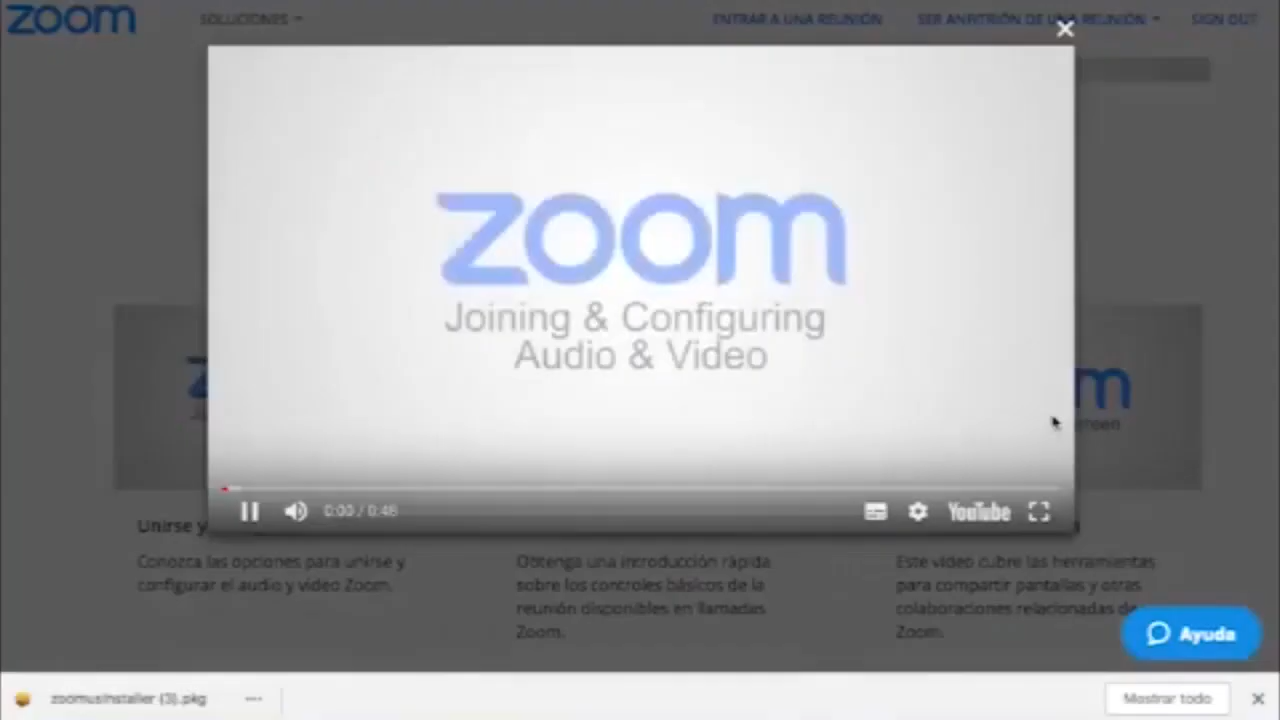 zoom
SOLUCIONES
ENTRAR A UNA REUNIÓN
SER ANFITRIÓN DE UNA REUNIÓN
SIGN OUT
zoom
Joining & Configuring
Audio & Video
0:00 / 0:46
YouTube
Unirse y
Conozca las opciones para unirse y
configurar el audio y video Zoom.
Obtenga una introducción rápida
sobre los controles básicos de la
reunión disponibles en llamadas
Zoom.
Este video cubre las herramientas
para compartir pantallas y otras
colaboraciones relacionadas de
Zoom.
Ayuda
zoomusInstaller (3).pkg
Mostrar todo